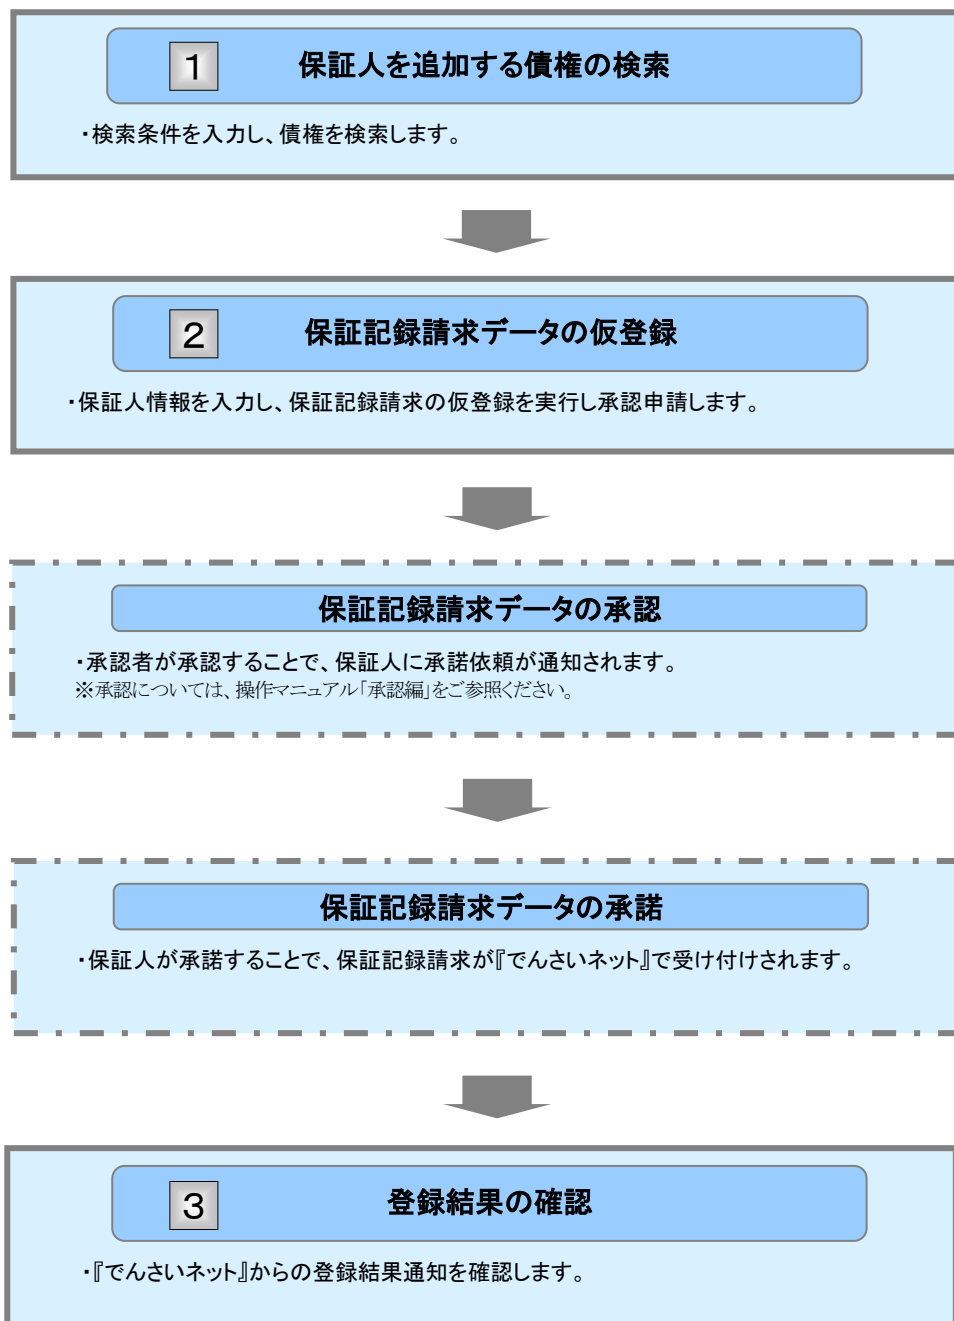 1 保証人を追加する債権の検索
・検索条件を入力し、債権を検索します。
2 保証記録請求データの仮登録
・保証人情報を入力し、保証記録請求の仮登録を実行し承認申請します。
保証記録請求データの承認
・承認者が承認することで、保証人に承諾依頼が通知されます。
※承認については、操作マニュアル「承認編」をご参照ください。
保証記録請求データの承諾
・保証人が承諾することで、保証記録請求が『でんさいネット』で受け付けされます。
3 登録結果の確認
・『でんさいネット』からの登録結果通知を確認します。